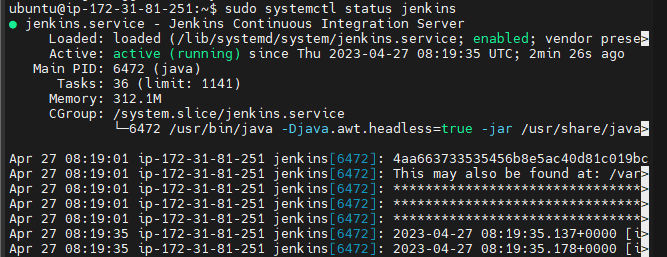 ubuntu@ip-172-31-81-251:~$ sudo systemctl status jenkins
● jenkins.service - Jenkins Continuous Integration Server
     Loaded: loaded (/lib/systemd/system/jenkins.service; enabled; vendor prese>
     Active: active (running) since Thu 2023-04-27 08:19:35 UTC; 2min 26s ago
   Main PID: 6472 (java)
      Tasks: 36 (limit: 1141)
     Memory: 312.1M
     CGroup: /system.slice/jenkins.service
             └─6472 /usr/bin/java -Djava.awt.headless=true -jar /usr/share/java>
Apr 27 08:19:01 ip-172-31-81-251 jenkins[6472]: 4aa663733535456b8e5ac40d81c019bc
Apr 27 08:19:01 ip-172-31-81-251 jenkins[6472]: This may also be found at: /var>
Apr 27 08:19:01 ip-172-31-81-251 jenkins[6472]: *******************************>
Apr 27 08:19:01 ip-172-31-81-251 jenkins[6472]: *******************************>
Apr 27 08:19:01 ip-172-31-81-251 jenkins[6472]: *******************************>
Apr 27 08:19:35 ip-172-31-81-251 jenkins[6472]: 2023-04-27 08:19:35.137+0000 [i>
Apr 27 08:19:35 ip-172-31-81-251 jenkins[6472]: 2023-04-27 08:19:35.178+0000 [i>